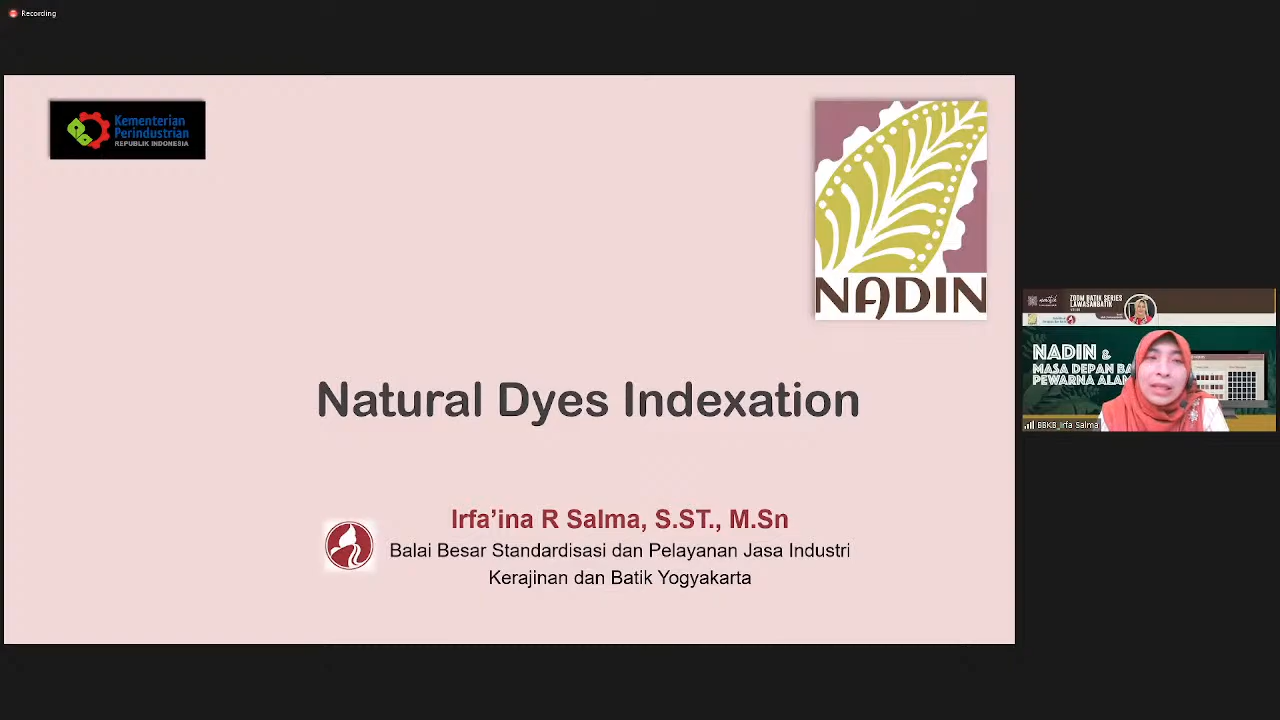 Recording
Kementerian
Perindustrian
REPUBLIK INDONESIA
NADIN
Natural Dyes Indexation
Irfa’ina R Salma, S.ST., M.Sn
Balai Besar Standardisasi dan Pelayanan Jasa Industri
Kerajinan dan Batik Yogyakarta
ZOOM BATIK SERIES
LAWASANBATIK
NADIN &
MASA DEPAN BA
PEWARNA ALAM
BBKB_Irfa Salma